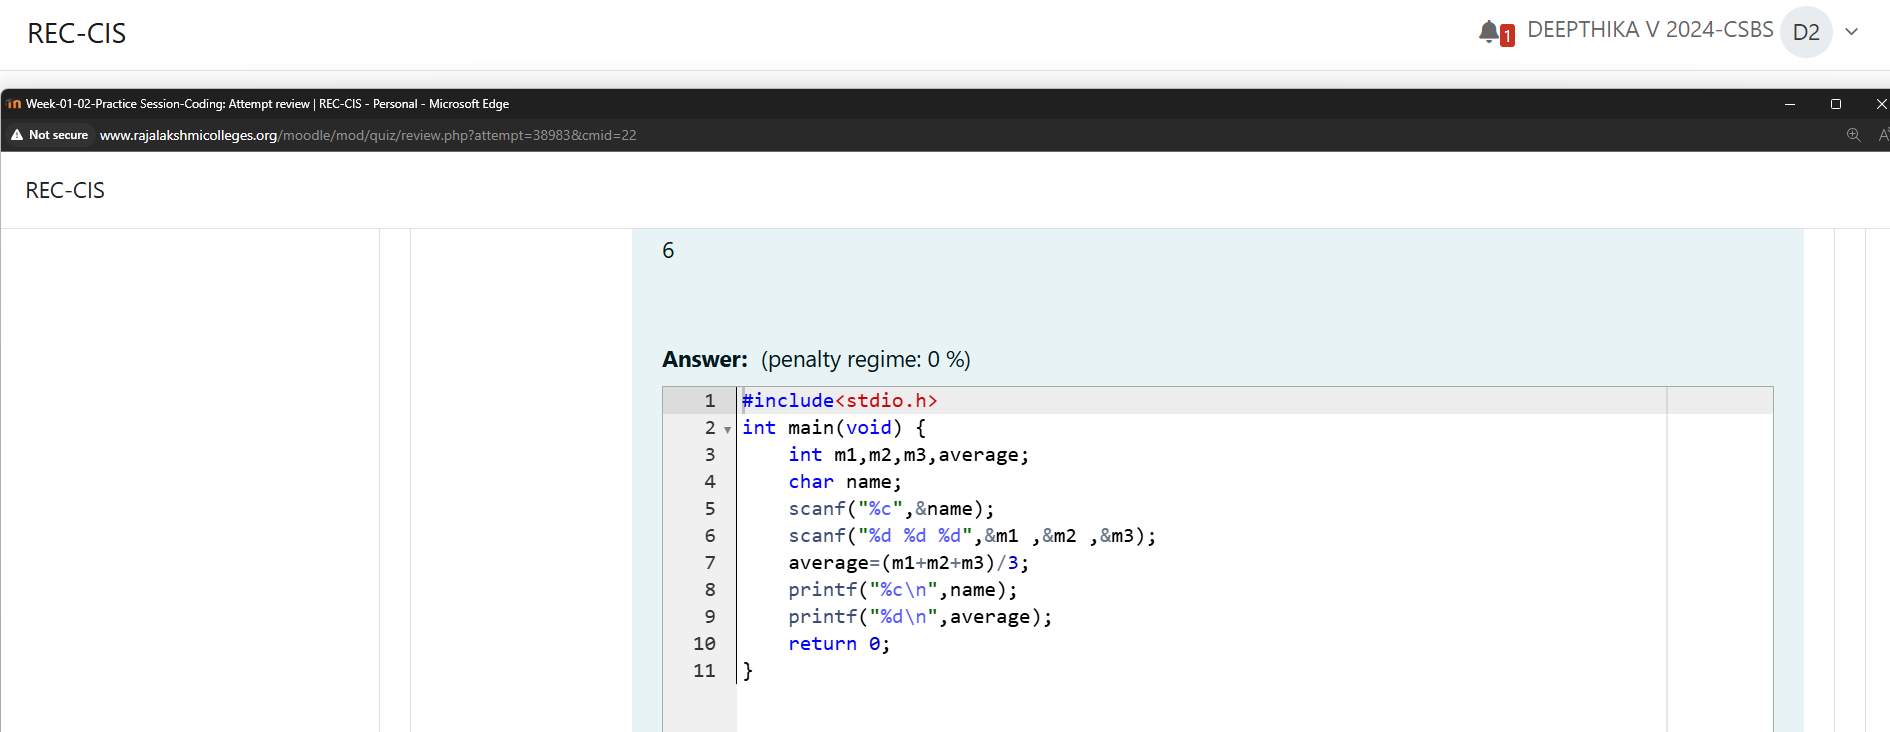 REC-CIS
1
DEEPTHIKA V 2024-CSBS
D2
Week-01-02-Practice Session-Coding: Attempt review | REC-CIS - Personal - Microsoft Edge
Not secure
www.rajalakshmicolleges.org/moodle/mod/quiz/review.php?attempt=38983&cmid=22
REC-CIS
6
Answer: (penalty regime: 0 %)
1 #include<stdio.h>
2 int main(void) {
3     int m1,m2,m3,average;
4     char name;
5     scanf("%c",&name);
6     scanf("%d %d %d",&m1 ,&m2 ,&m3);
7     average=(m1+m2+m3)/3;
8     printf("%c\n",name);
9     printf("%d\n",average);
10     return 0;
11 }